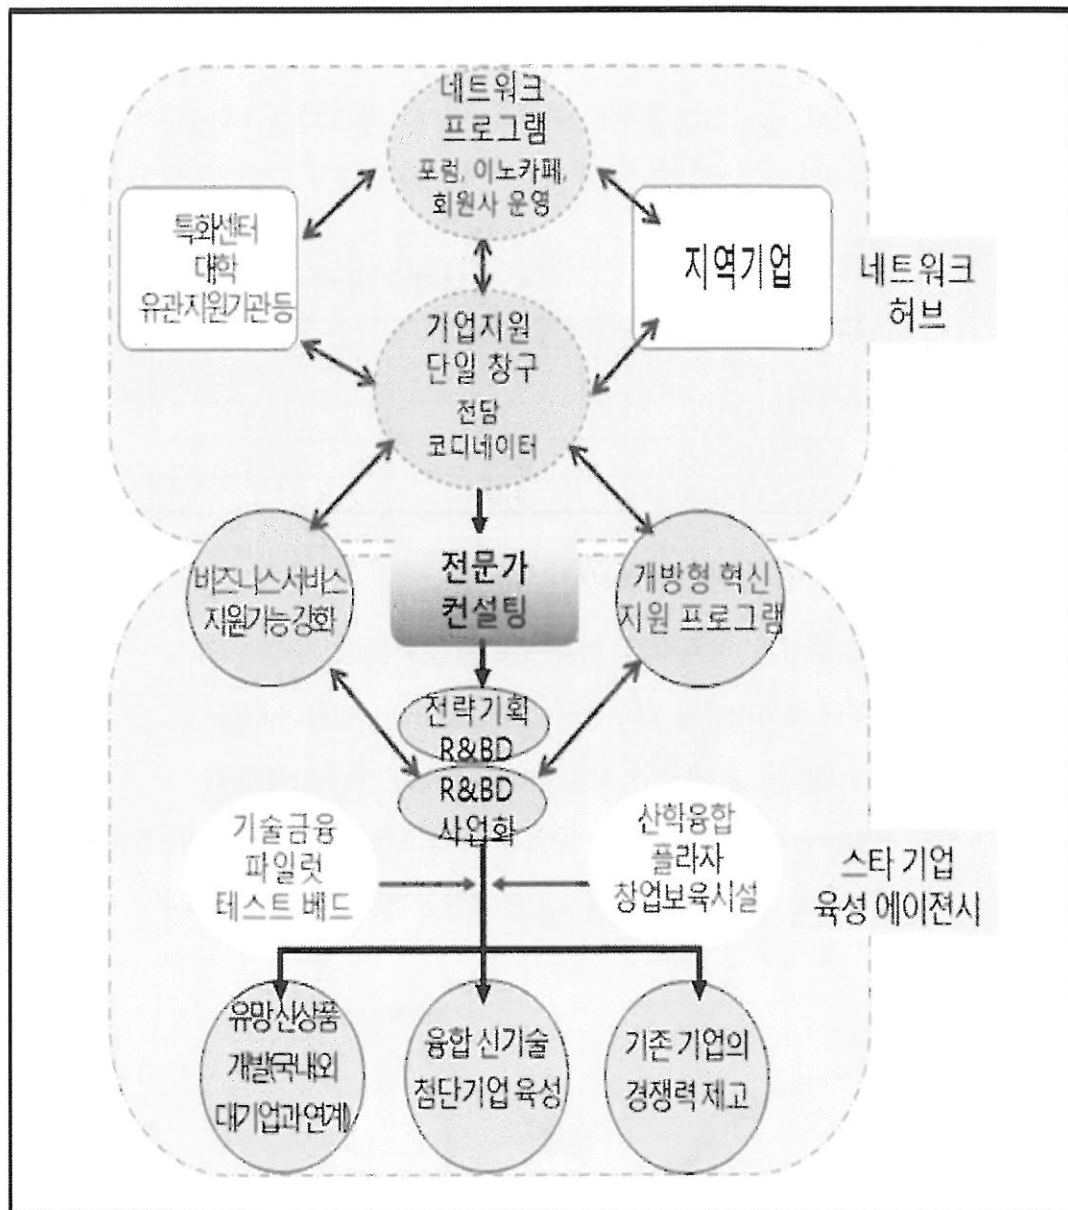 네트워크
프로그램
포럼, 이노카페,
회원사 운영
특화센터
대학
유관지원기관등
지역기업
네트워크
허브
기업지원
단일 창구
전담
코디네이터
비즈니스서비스
지원기능강화
전문가
컨설팅
개방형 혁신
지원 프로그램
전략기획
R&BD
R&BD
사업화
기술금융
파일럿
테스트 베드
산학융합
플라자
창업보육시설
스타 기업
육성 에이젼시
유망신상품
개발(국내외
대기업과연계)
융합 신기술
첨단기업 육성
기존 기업의
경쟁력 제고